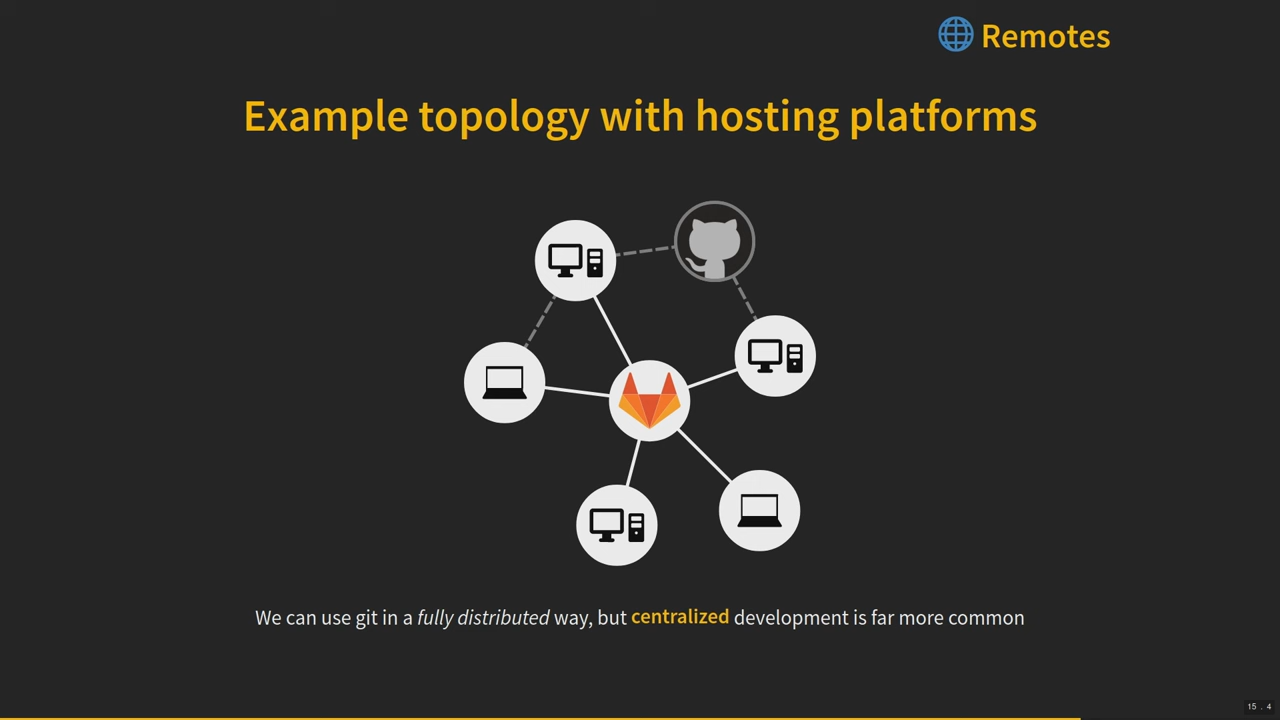 Remotes
Example topology with hosting platforms
We can use git in a fully distributed way, but centralized development is far more common
15 . 4